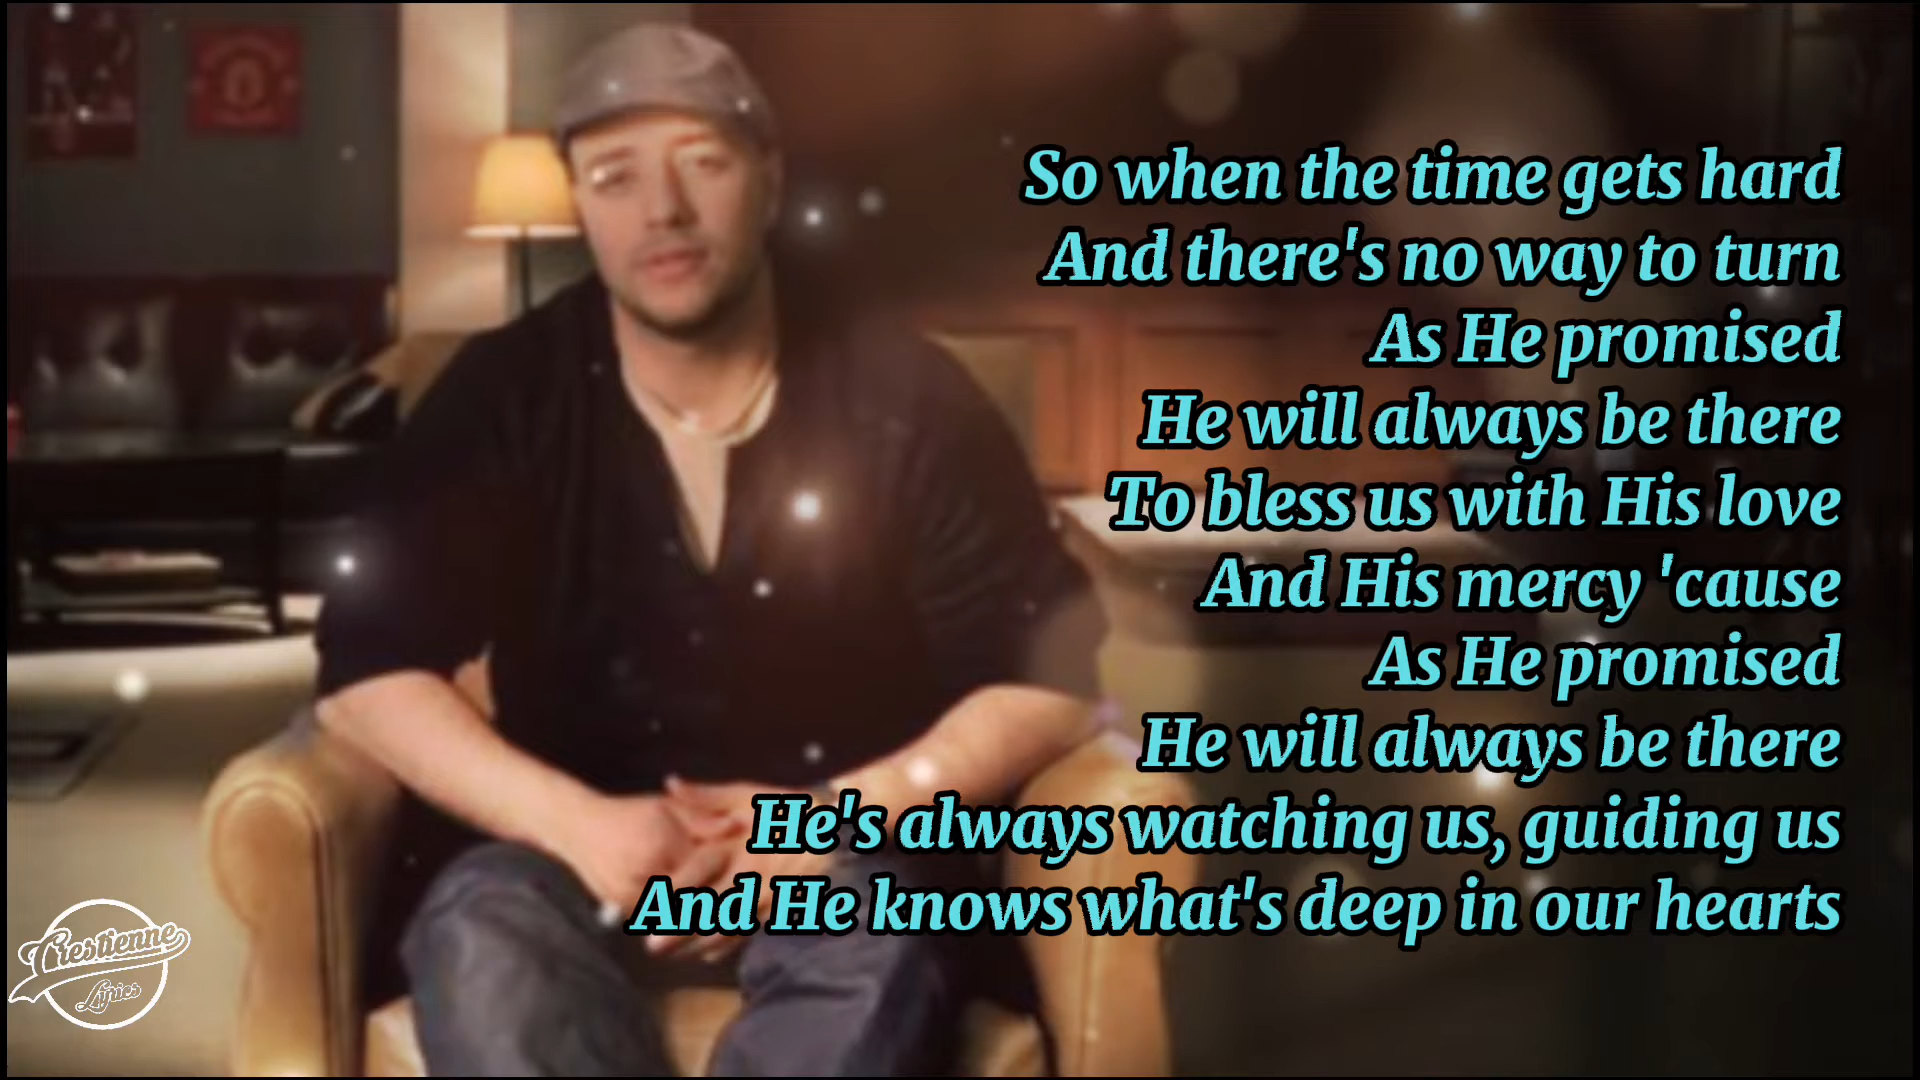 So when the time gets hard
And there's no way to turn
As He promised
He will always be there
To bless us with His love
And His mercy 'cause
As He promised
He will always be there
He's always watching us, guiding us
And He knows what's deep in our hearts
Crestienne
Lyrics